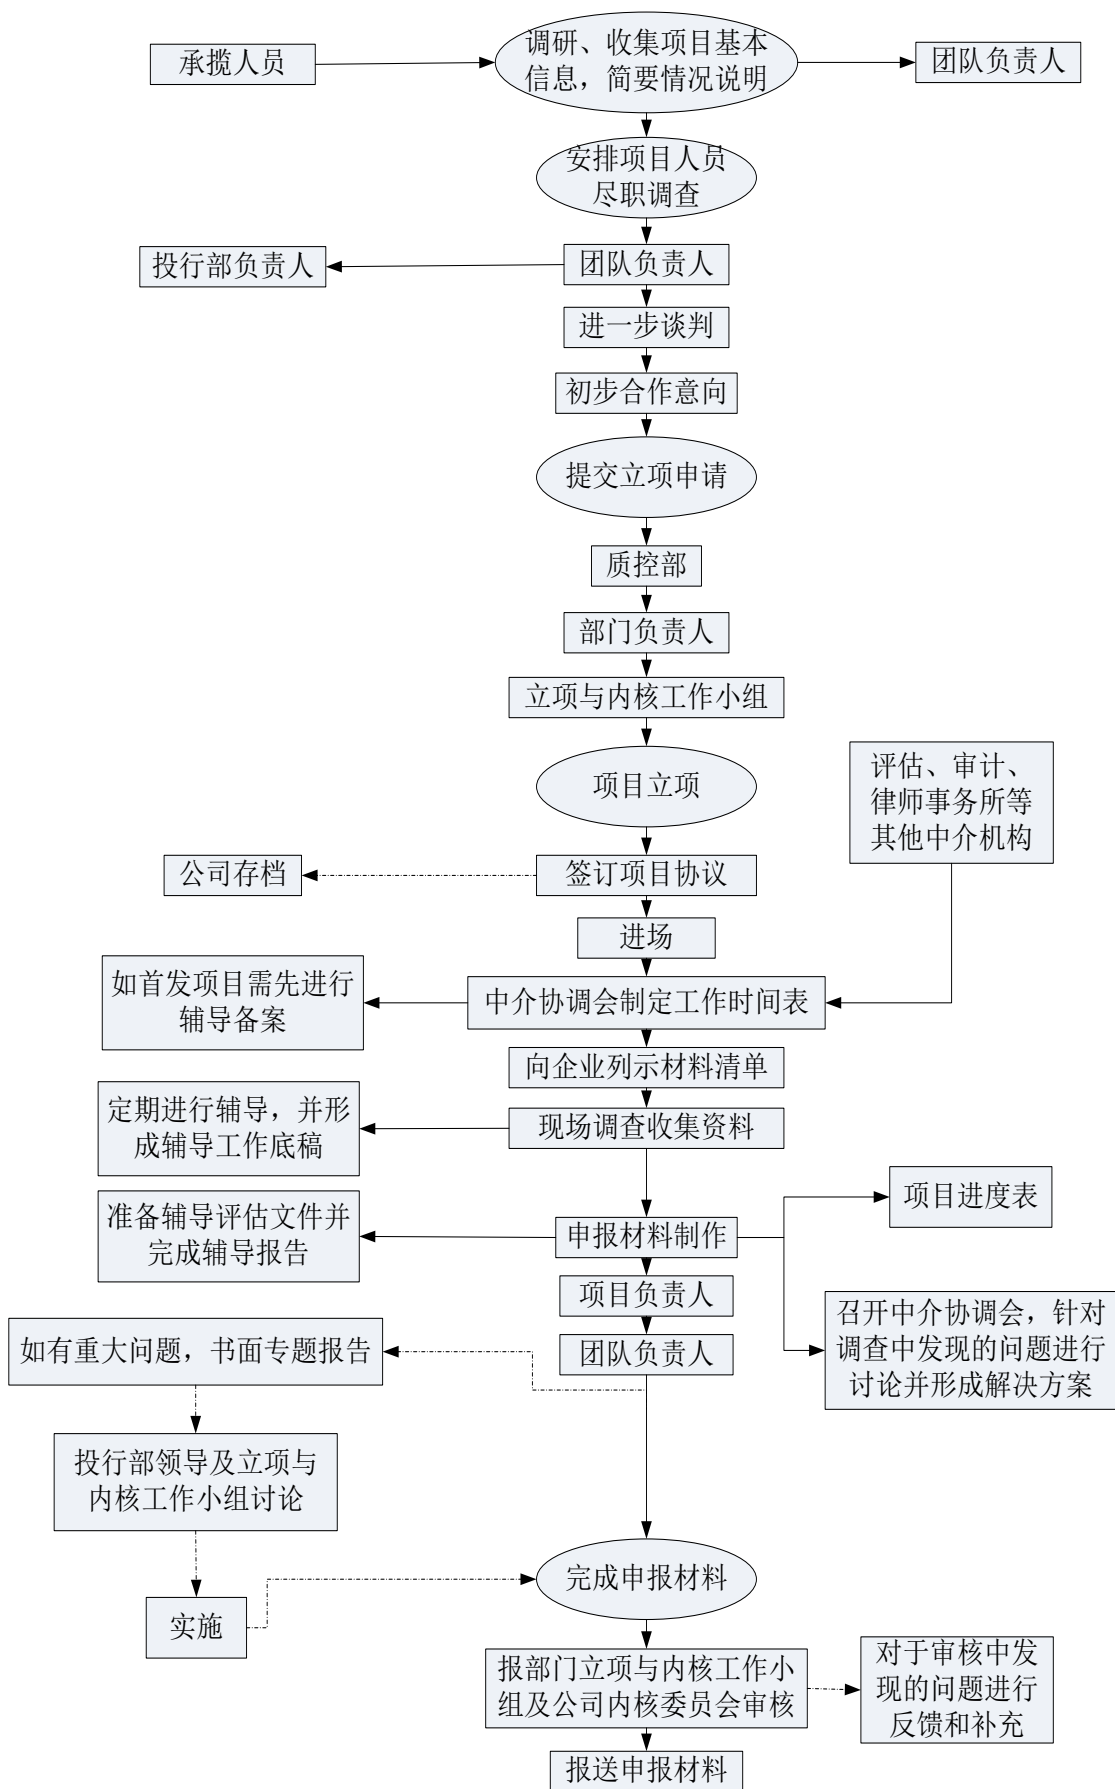 承揽人员
调研、收集项目基本
信息，简要情况说明
团队负责人
安排项目人员
尽职调查
投行部负责人
团队负责人
进一步谈判
初步合作意向
提交立项申请
质控部
部门负责人
立项与内核工作小组
项目立项
评估、审计、
律师事务所等
其他中介机构
公司存档
签订项目协议
进场
如首发项目需先进行
辅导备案
中介协调会制定工作时间表
向企业列示材料清单
定期进行辅导，并形
成辅导工作底稿
现场调查收集资料
项目进度表
准备辅导评估文件并
完成辅导报告
申报材料制作
项目负责人
召开中介协调会，针对
调查中发现的问题进行
讨论并形成解决方案
如有重大问题，书面专题报告
团队负责人
投行部领导及立项与
内核工作小组讨论
完成申报材料
实施
报部门立项与内核工作小
组及公司内核委员会审核
对于审核中发
现的问题进行
反馈和补充
报送申报材料